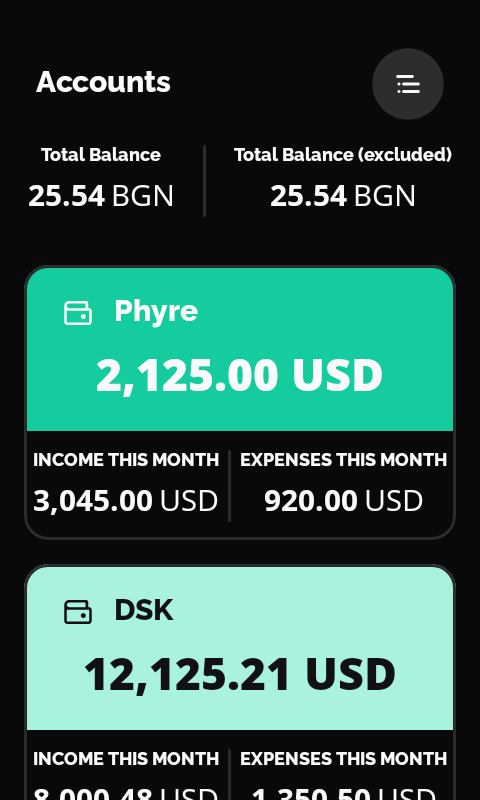 Accounts
Total Balance
25.54 BGN
Total Balance (excluded)
25.54 BGN
Phyre
2,125.00 USD
INCOME THIS MONTH
3,045.00 USD
EXPENSES THIS MONTH
920.00 USD
DSK
12,125.21 USD
INCOME THIS MONTH
8,000.48 USD
EXPENSES THIS MONTH
1,350.50 USD